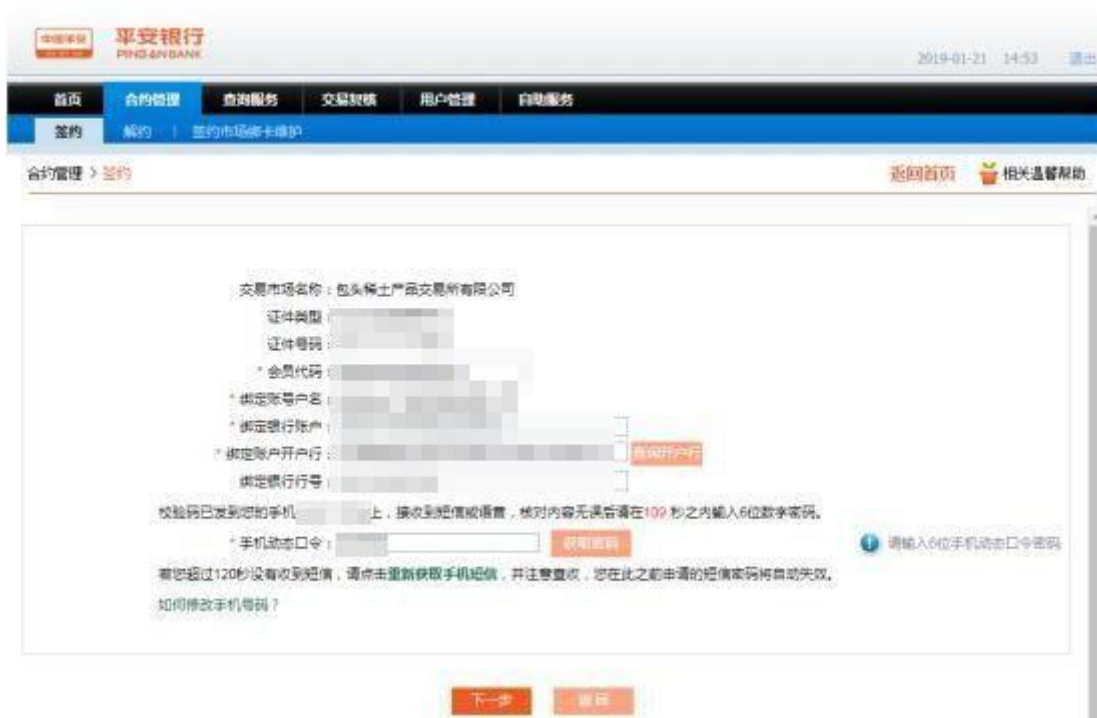 中国平安 平安银行
PING AN BANK
2019-01-21 14:53 退出
首页 合约管理 查询服务 交易复核 用户管理 自助服务
签约 解约 | 签约市场绑卡维护
合约管理 > 签约 返回首页 相关温馨帮助
交易市场名称：包头稀土产品交易所有限公司
证件类型：
证件号码：
* 会员代码：
* 绑定账号户名：
* 绑定银行账户：
* 绑定账户开户行： 查询开户行
绑定银行行号：
校验码已发到您的手机 上，接收到短信或语音，核对内容无误后请在109 秒之内输入6位数字密码。
* 手机动态口令： 获取密码 请输入6位手机动态口令密码
若您超过120秒没有收到短信，请点击重新获取手机短信，并注意查收，您在此之前申请的短信密码将自动失效。
如何修改手机号码？
下一步 返回